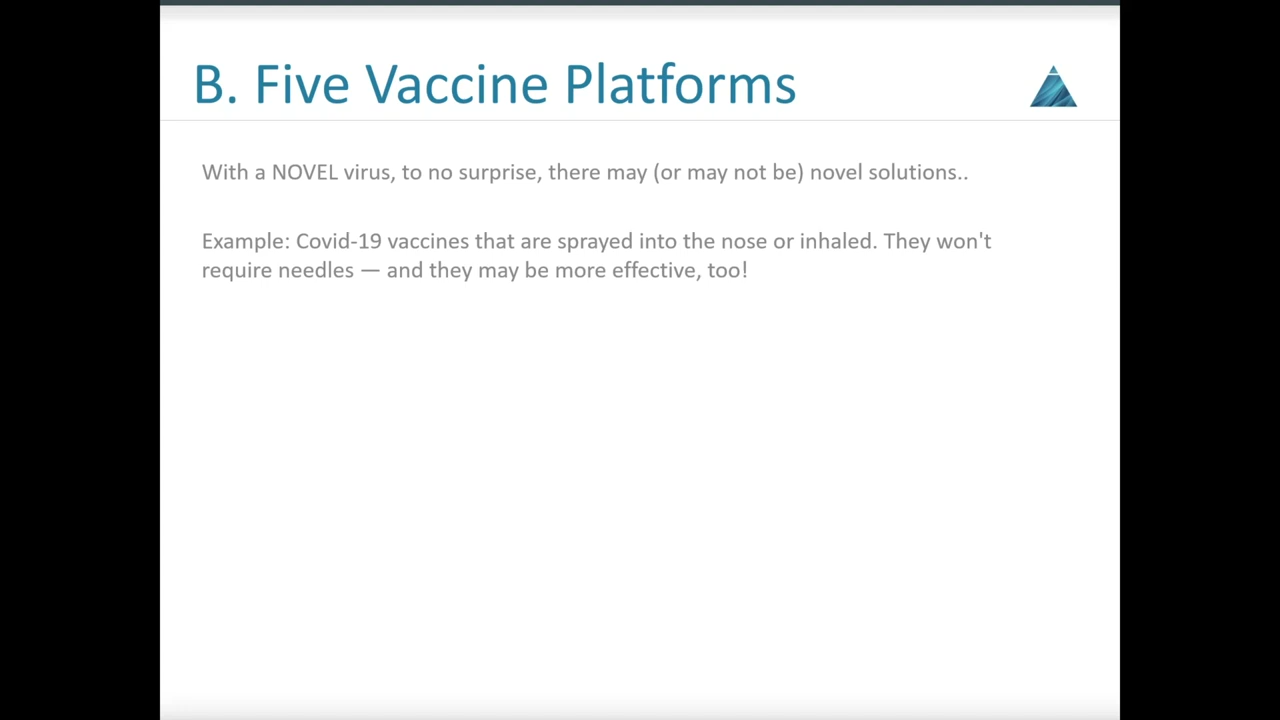 B. Five Vaccine Platforms
With a NOVEL virus, to no surprise, there may (or may not be) novel solutions..
Example: Covid-19 vaccines that are sprayed into the nose or inhaled. They won't
require needles — and they may be more effective, too!